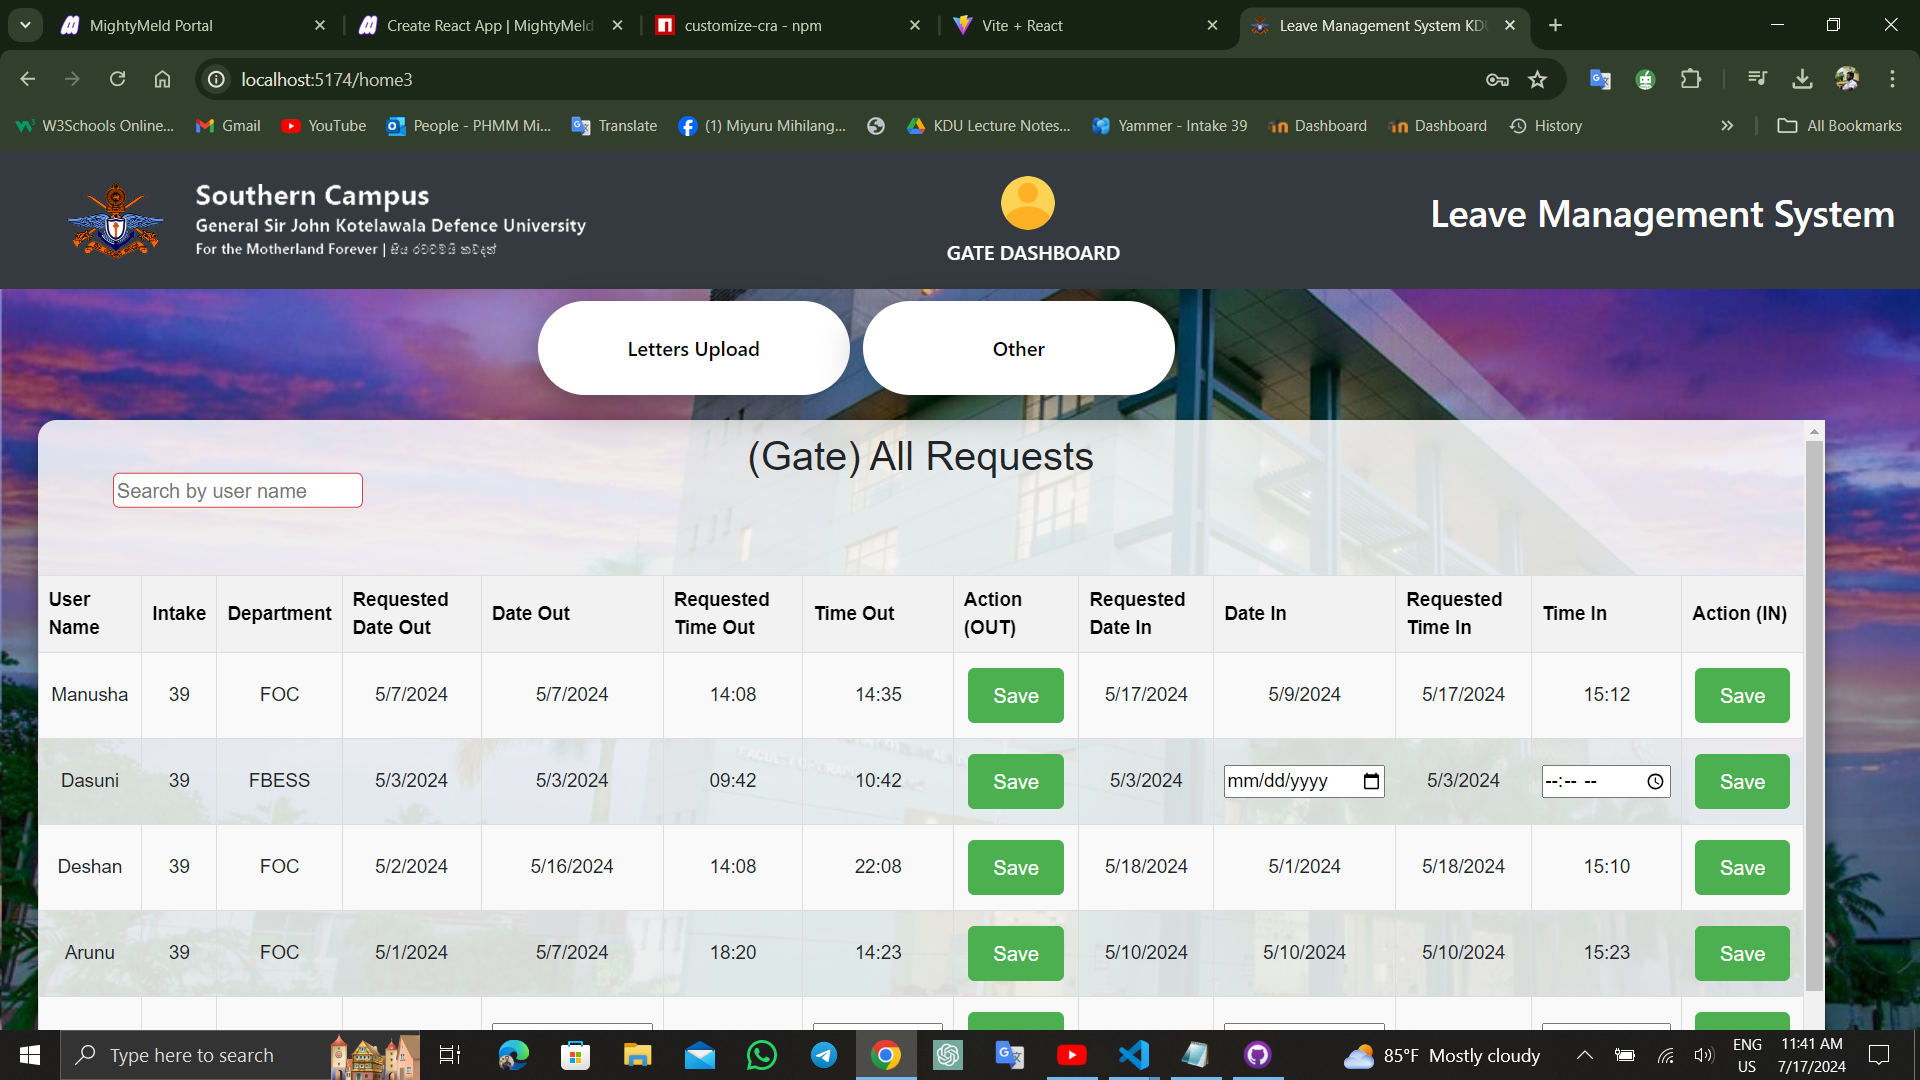 MightyMeld Portal
Create React App | MightyMeld
customize-cra - npm
Vite + React
Leave Management System KDU
localhost:5174/home3
W3Schools Online...
Gmail
YouTube
People - PHMM Mi...
Translate
(1) Miyuru Mihilang...
KDU Lecture Notes...
Yammer - Intake 39
Dashboard
Dashboard
History
All Bookmarks
Southern Campus
General Sir John Kotelawala Defence University
For the Motherland Forever |
GATE DASHBOARD
Leave Management System
Letters Upload
Other
(Gate) All Requests
Search by user name
User Name Intake Department Requested Date Out Date Out Requested Time Out Time Out Action (OUT) Requested Date In Date In Requested Time In Time In Action (IN)
Manusha 39 FOC 5/7/2024 5/7/2024 14:08 14:35 Save 5/17/2024 5/9/2024 5/17/2024 15:12 Save
Dasuni 39 FBESS 5/3/2024 5/3/2024 09:42 10:42 Save 5/3/2024 mm/dd/yyyy 5/3/2024 --:-- -- Save
Deshan 39 FOC 5/2/2024 5/16/2024 14:08 22:08 Save 5/18/2024 5/1/2024 5/18/2024 15:10 Save
Arunu 39 FOC 5/1/2024 5/7/2024 18:20 14:23 Save 5/10/2024 5/10/2024 5/10/2024 15:23 Save
Type here to search
85°F Mostly cloudy
ENG
US
11:41 AM
7/17/2024